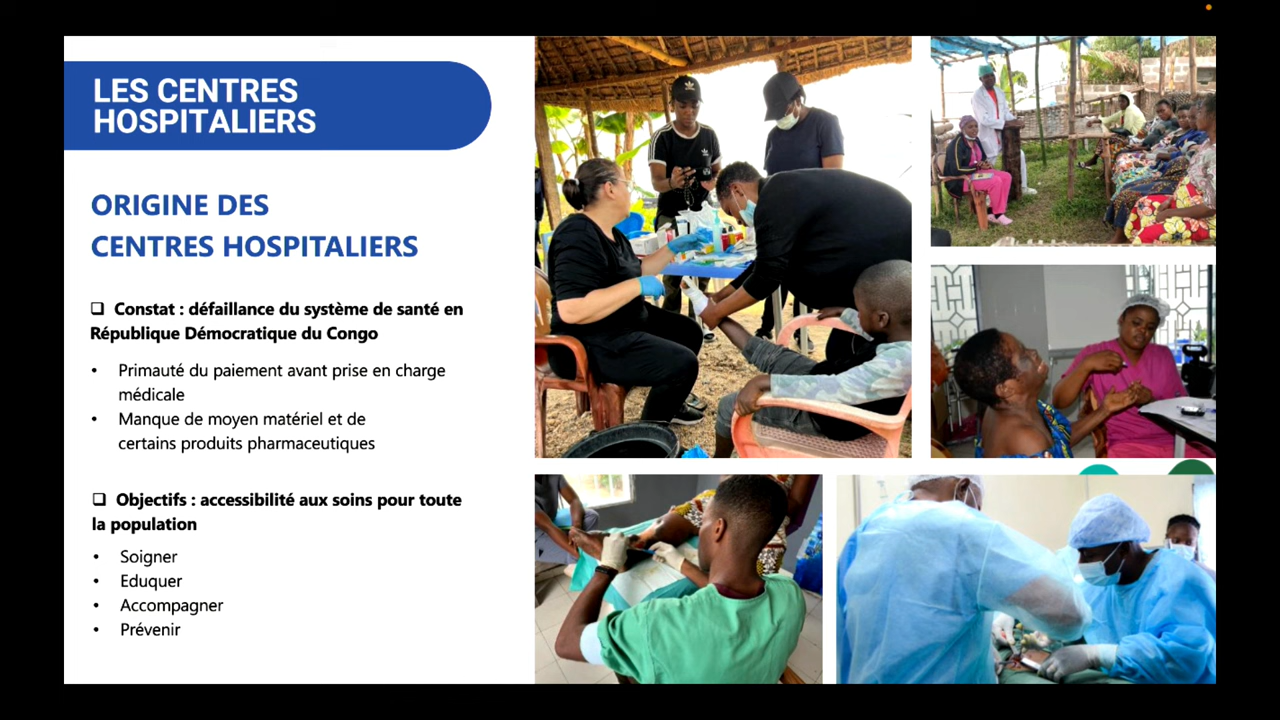 LES CENTRES
HOSPITALIERS
ORIGINE DES
CENTRES HOSPITALIERS
❑ Constat : défaillance du système de santé en
République Démocratique du Congo
• Primauté du paiement avant prise en charge
médicale
• Manque de moyen matériel et de
certains produits pharmaceutiques
❑ Objectifs : accessibilité aux soins pour toute
la population
• Soigner
• Eduquer
• Accompagner
• Prévenir